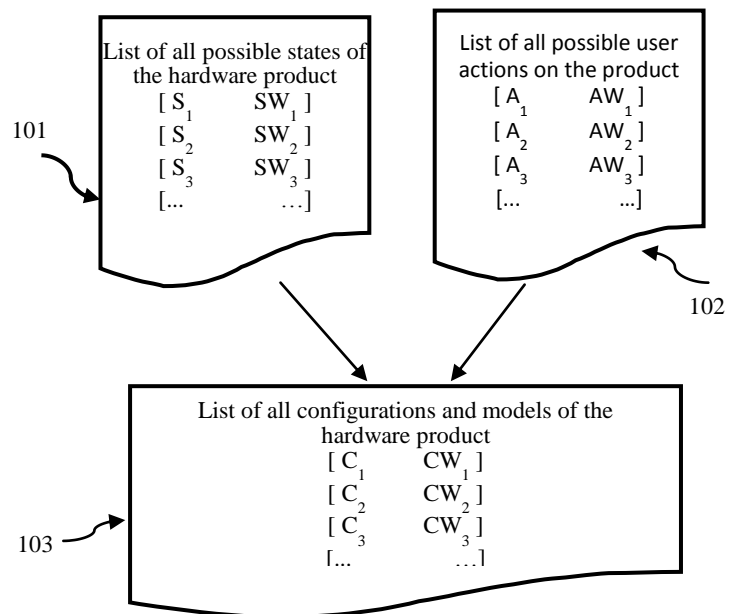 List of all possible states of
the hardware product
[ S₁ SW₁ ]
[ S₂ SW₂ ]
[ S₃ SW₃ ]
[... …]
101
List of all possible user
actions on the product
[ A₁ AW₁ ]
[ A₂ AW₂ ]
[ A₃ AW₃ ]
[... ...]
102
List of all configurations and models of the
hardware product
[ C₁ CW₁ ]
[ C₂ CW₂ ]
[ C₃ CW₃ ]
[... …]
103